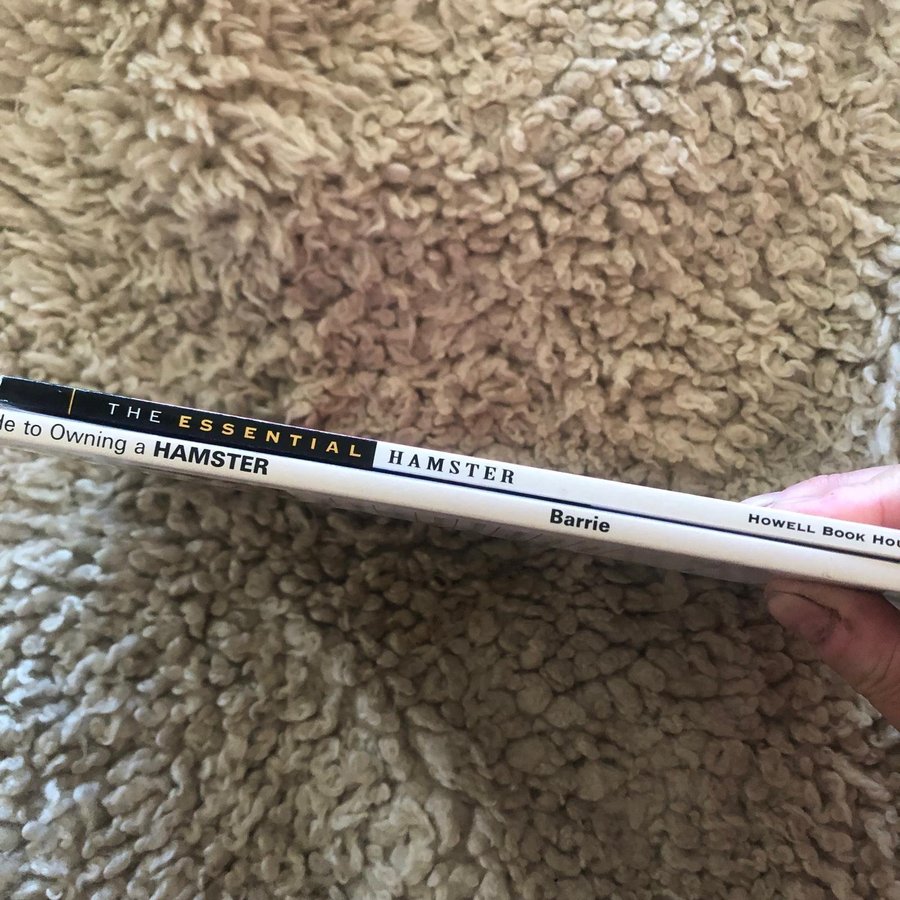 THE ESSENTIAL HAMSTER HOWELL BOOK HOU
de to Owning a HAMSTER Barrie